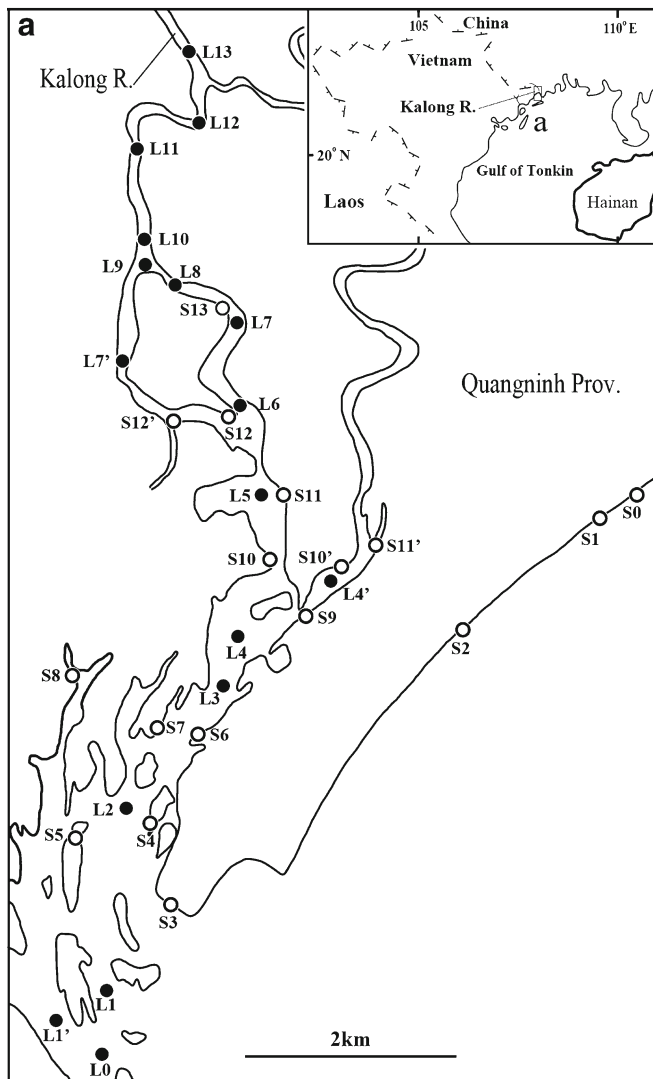 a
L13
Kalong R.
L12
L11
L10
L9
L8
S13
L7
L7’
L6
S12’
S12
L5
S11
S10
S10’
S11’
L4’
S9
L4
L3
S8
S7
S6
L2
S5
S4
S3
L1
L1’
L0
S0
S1
S2
Quangninh Prov.
2km
105
110°E
China
Vietnam
Kalong R.
a
20°N
Gulf of Tonkin
Laos
Hainan